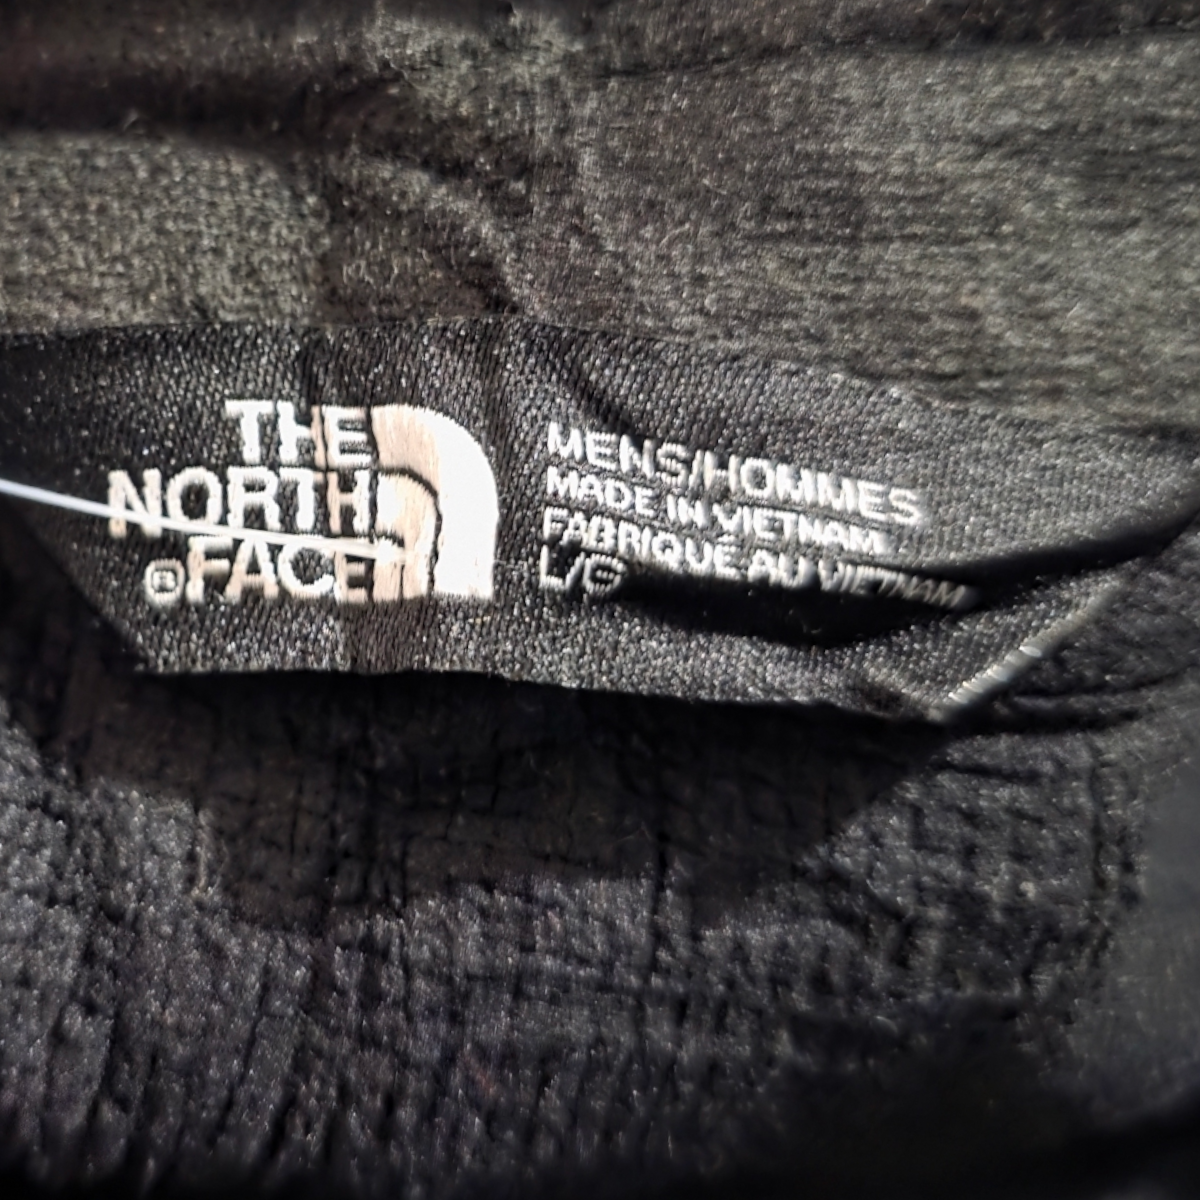 THE
NORTH
®FACE
MENS/HOMMES
MADE IN VIETNAM
FABRIQUÉ AU VIETNAM
L/G